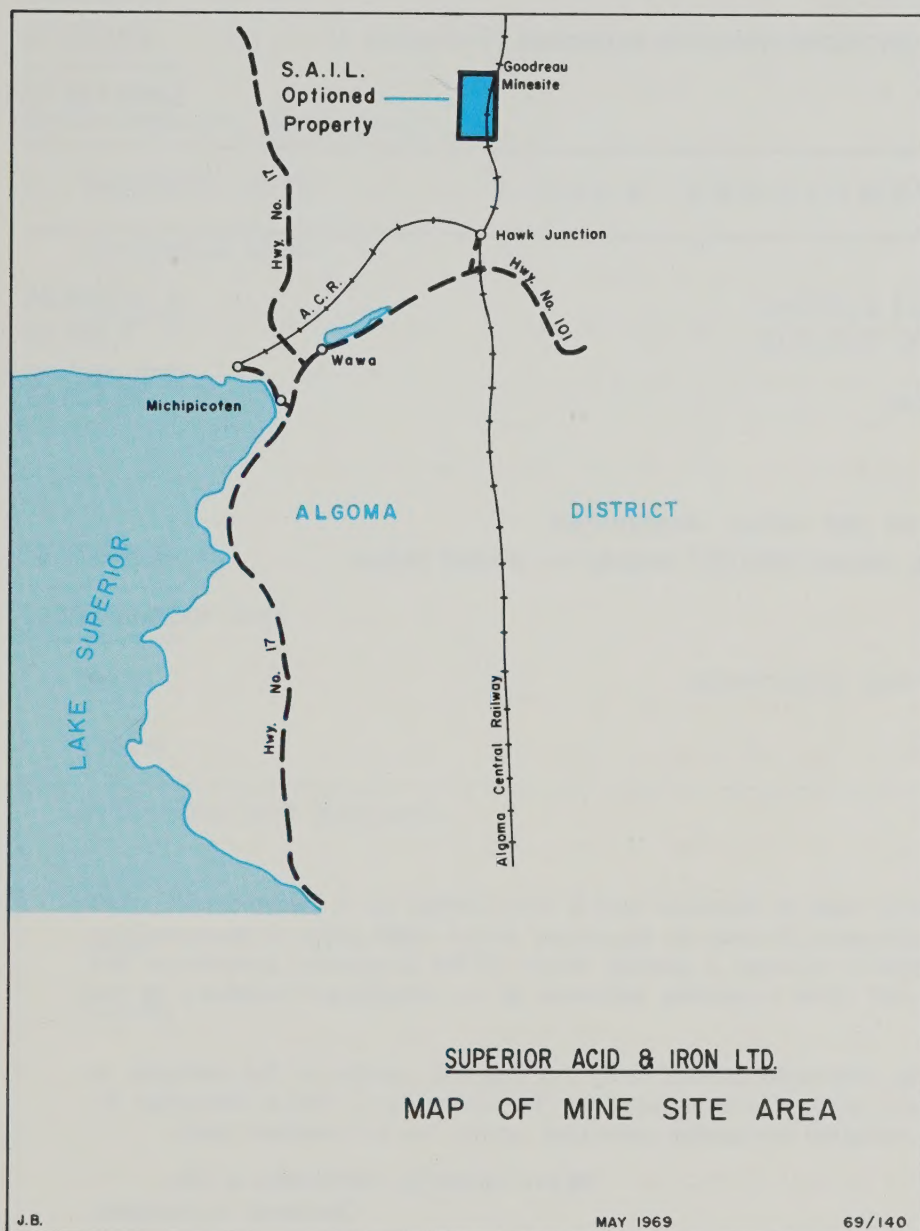 S.A.I.L.
Optioned
Property
Goodreau
Minesite
Hwy. No. 17
A.C.R.
Hawk Junction
Hwy. No. 101
Wawa
Michipicoten
ALGOMA DISTRICT
LAKE SUPERIOR
Hwy. No. 17
Algoma Central Railway
SUPERIOR ACID & IRON LTD.
MAP OF MINE SITE AREA
J.B.
MAY 1969
69/140